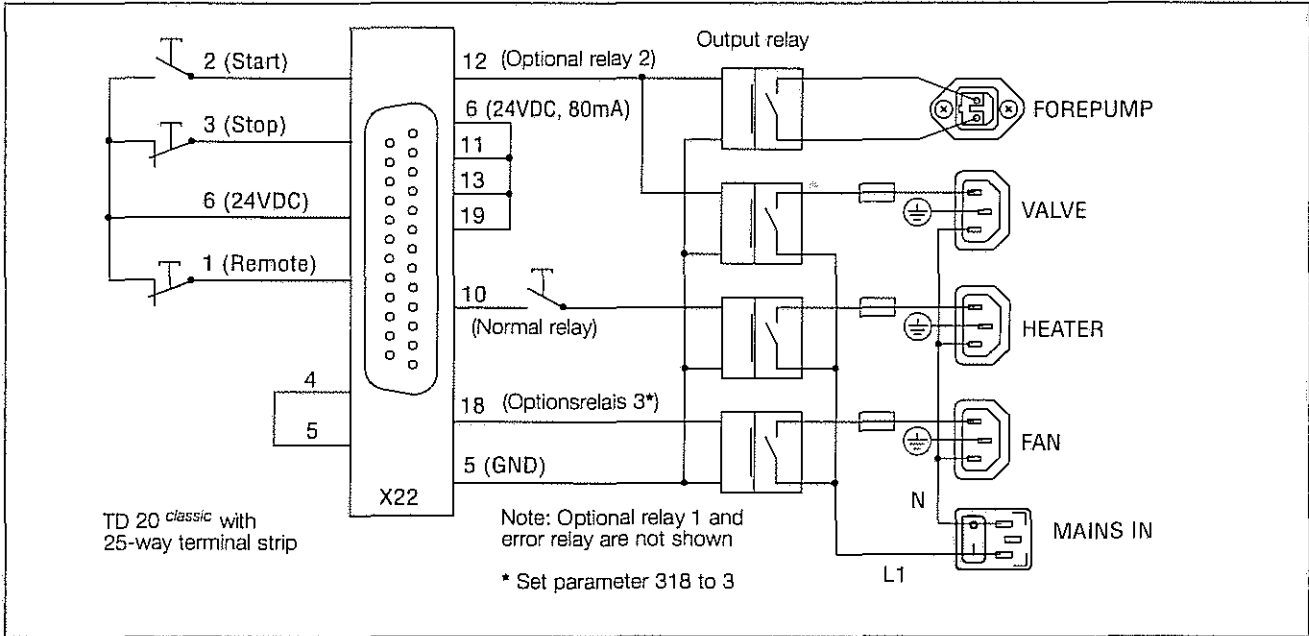 Output relay
2 (Start)
12 (Optional relay 2)
6 (24VDC, 80mA)
FOREPUMP
3 (Stop)
11
13
6 (24VDC)
19
VALVE
1 (Remote)
10
(Normal relay)
HEATER
4
18 (Optionsrelais 3*)
5
FAN
5 (GND)
X22
N
TD 20 classic with
25-way terminal strip
Note: Optional relay 1 and
error relay are not shown
MAINS IN
L1
* Set parameter 318 to 3